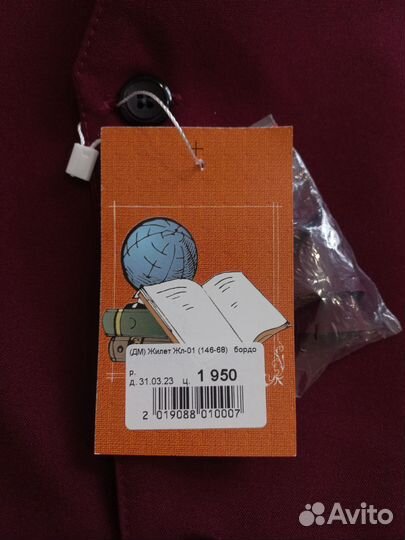 (ДМ) Жилет Жл-01 (146-68) бордо
р.
д. 31.03.23 ц. 1 950
2 019088 010007
Avito